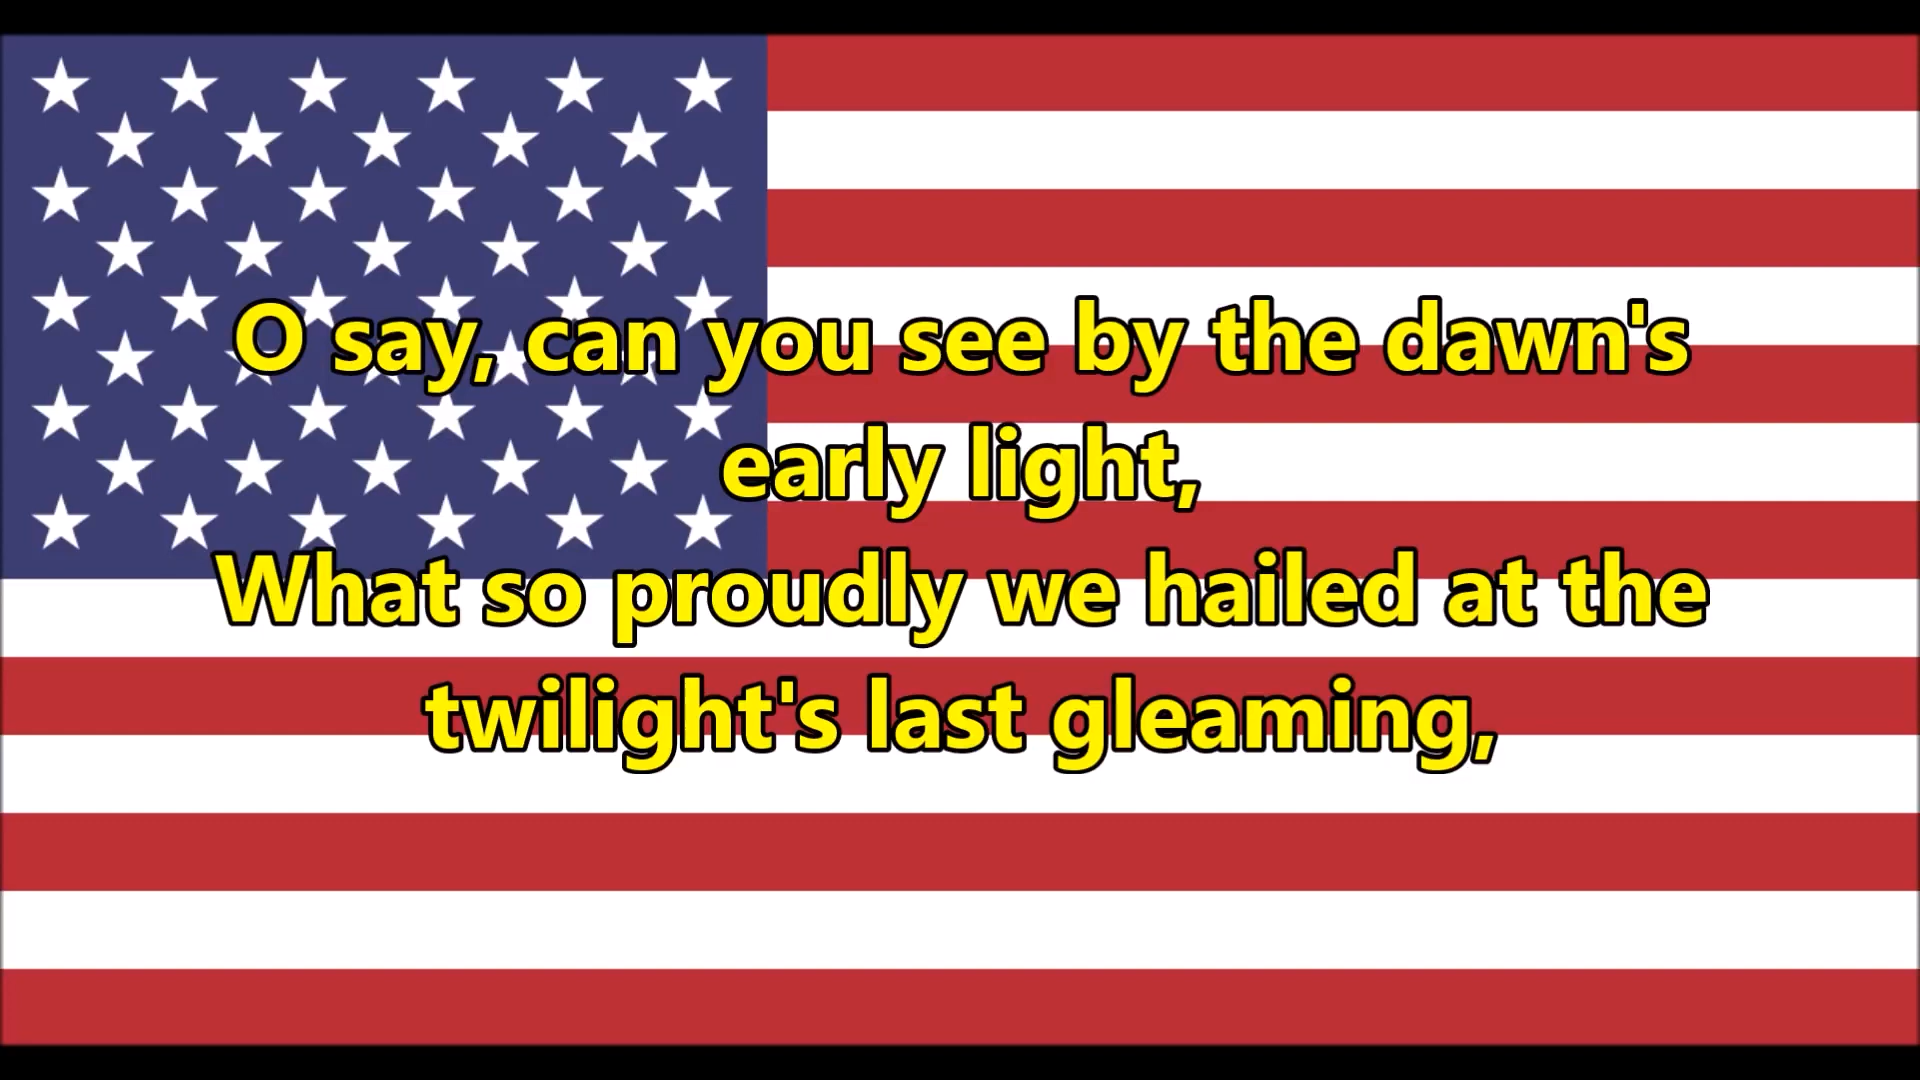 O say, can you see by the dawn's
early light,
What so proudly we hailed at the
twilight's last gleaming,